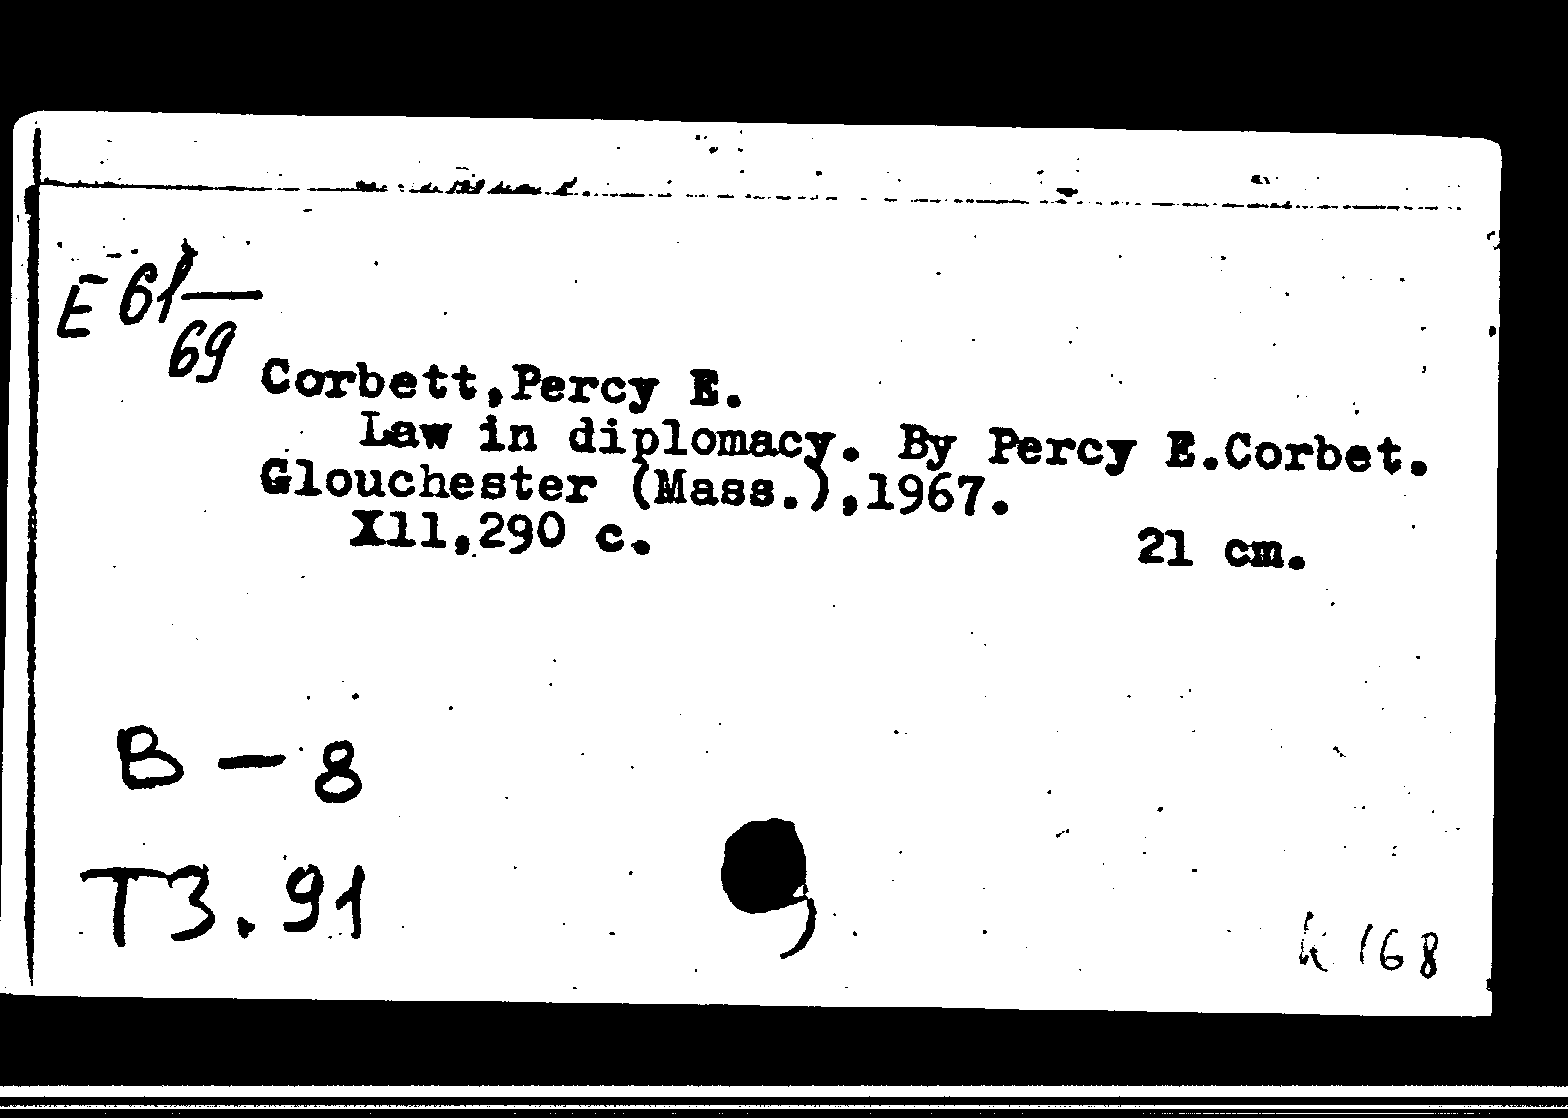 E 61
69
Corbett,Percy E.
Law in diplomacy. By Percy E.Corbet.
Glouchester (Mass.),1967.
X11,290 c. 21 cm.
B - 8
T3.91
k 168